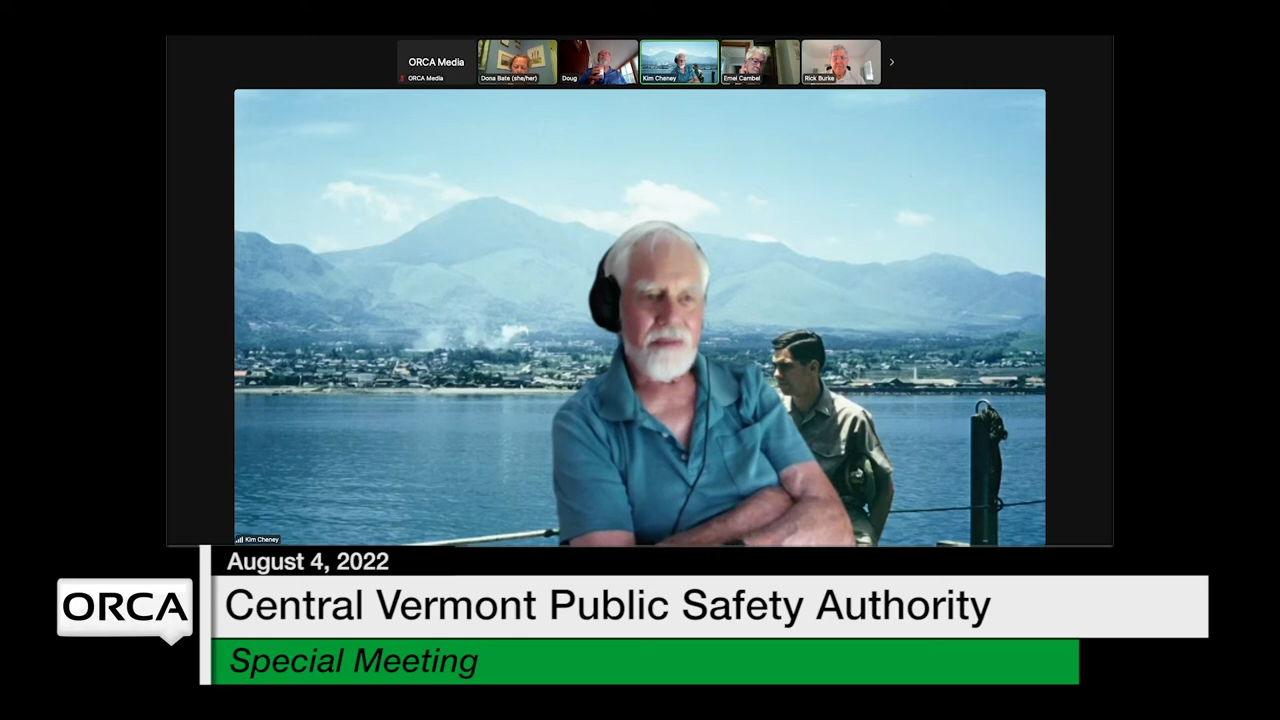 ORCA Media
ORCA Media
Dona Bate (she/her)
Doug
Kim Cheney
Emel Cambel
Rick Burke
Kim Cheney
August 4, 2022
ORCA
Central Vermont Public Safety Authority
Special Meeting